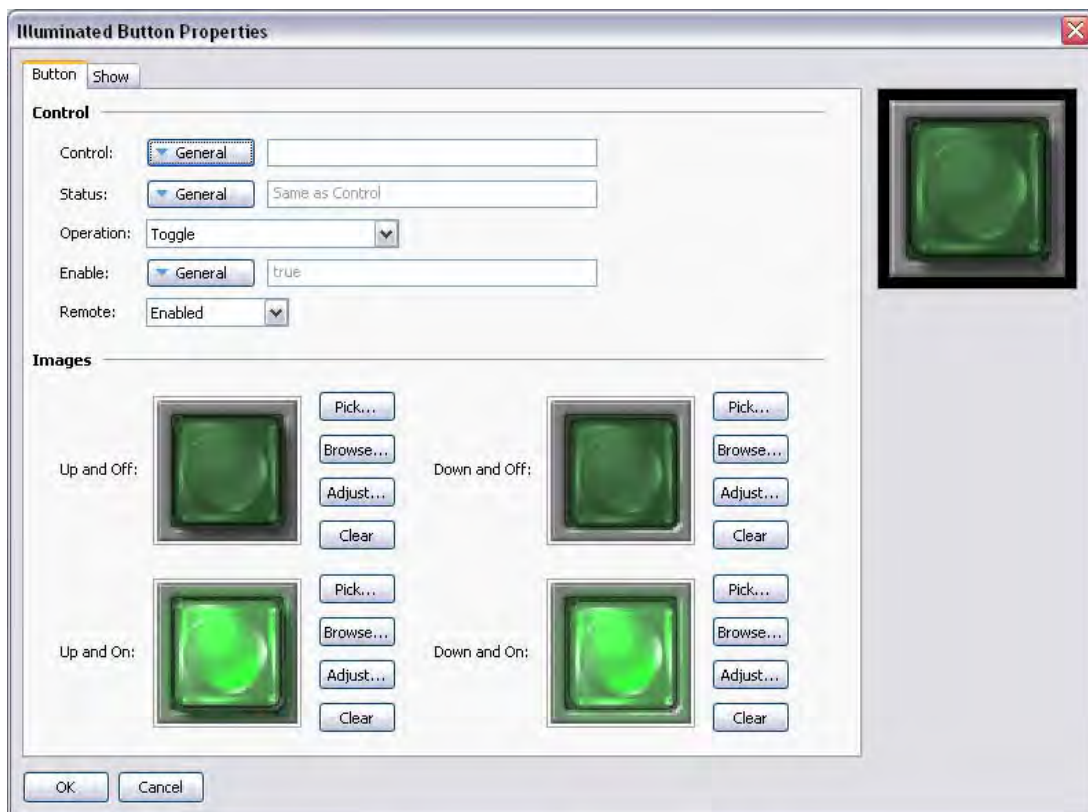 Illuminated Button Properties
Button Show
Control
Control: General
Status: General Same as Control
Operation: Toggle
Enable: General true
Remote: Enabled
Images
Up and Off:
Pick...
Browse...
Adjust...
Clear
Down and Off:
Pick...
Browse...
Adjust...
Clear
Up and On:
Pick...
Browse...
Adjust...
Clear
Down and On:
Pick...
Browse...
Adjust...
Clear
OK Cancel